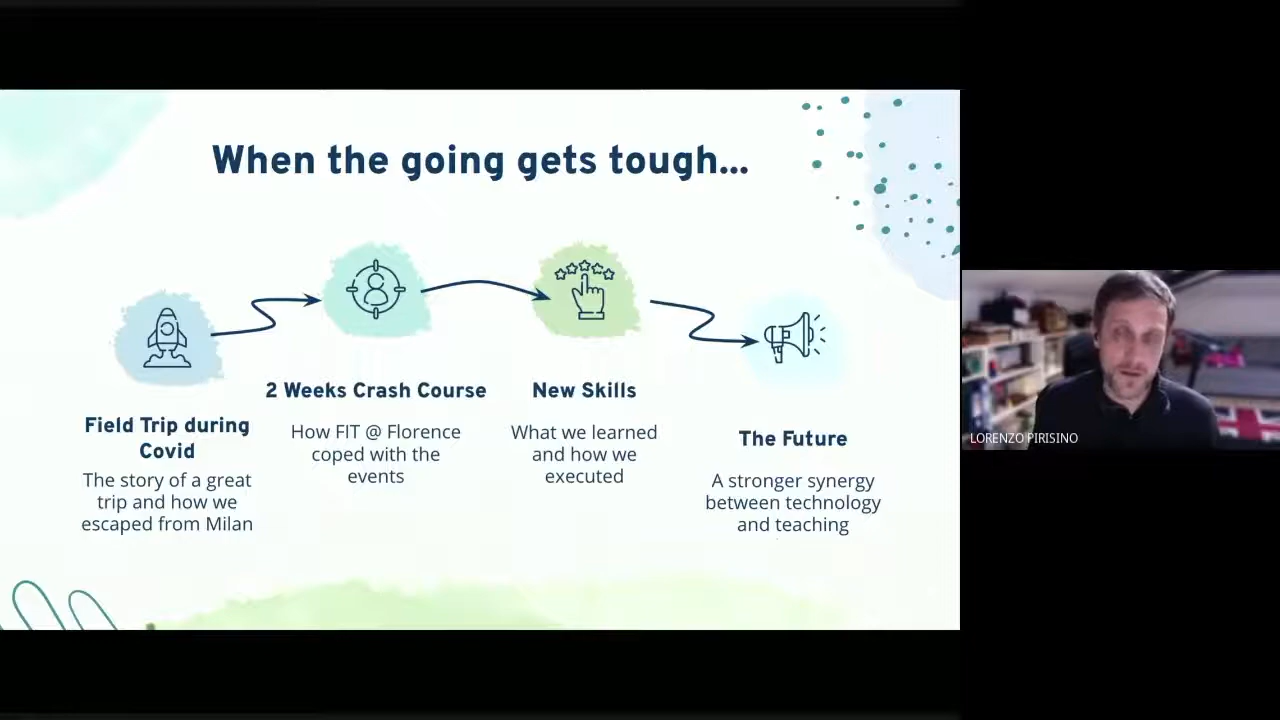 When the going gets tough...
Field Trip during
Covid
The story of a great
trip and how we
escaped from Milan
2 Weeks Crash Course
How FIT @ Florence
coped with the
events
New Skills
What we learned
and how we
executed
The Future
A stronger synergy
between technology
and teaching
LORENZO PIRISINO